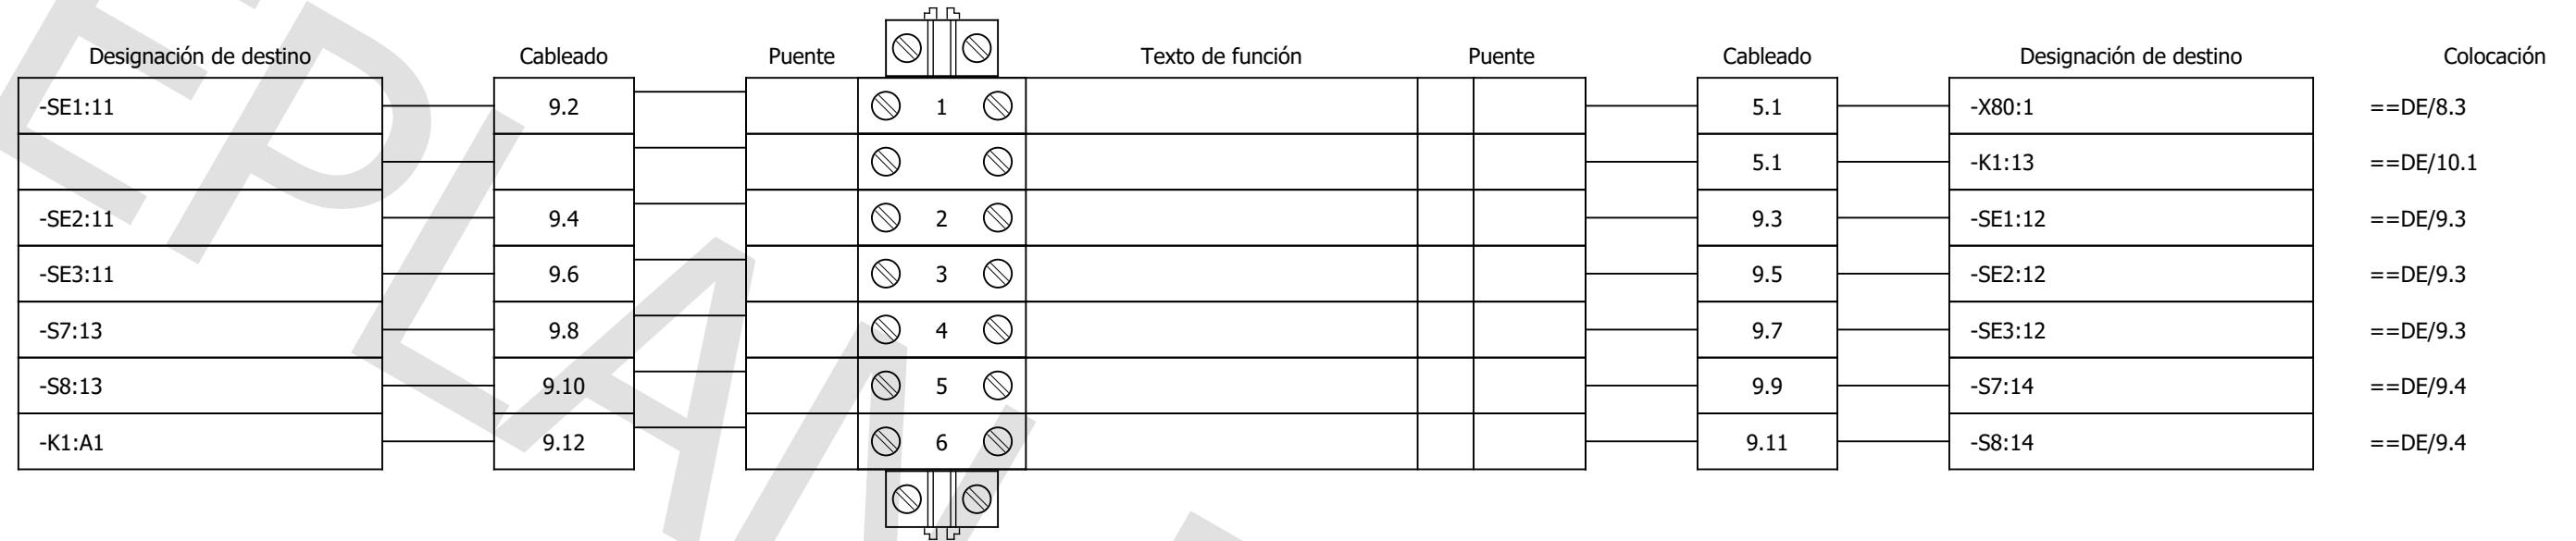 Designación de destino Cableado Puente Texto de función Puente Cableado Designación de destino Colocación
-SE1:11 9.2 1 5.1 -X80:1 ==DE/8.3
5.1 -K1:13 ==DE/10.1
-SE2:11 9.4 2 9.3 -SE1:12 ==DE/9.3
-SE3:11 9.6 3 9.5 -SE2:12 ==DE/9.3
-S7:13 9.8 4 9.7 -SE3:12 ==DE/9.3
-S8:13 9.10 5 9.9 -S7:14 ==DE/9.4
-K1:A1 9.12 6 9.11 -S8:14 ==DE/9.4
EPLAN